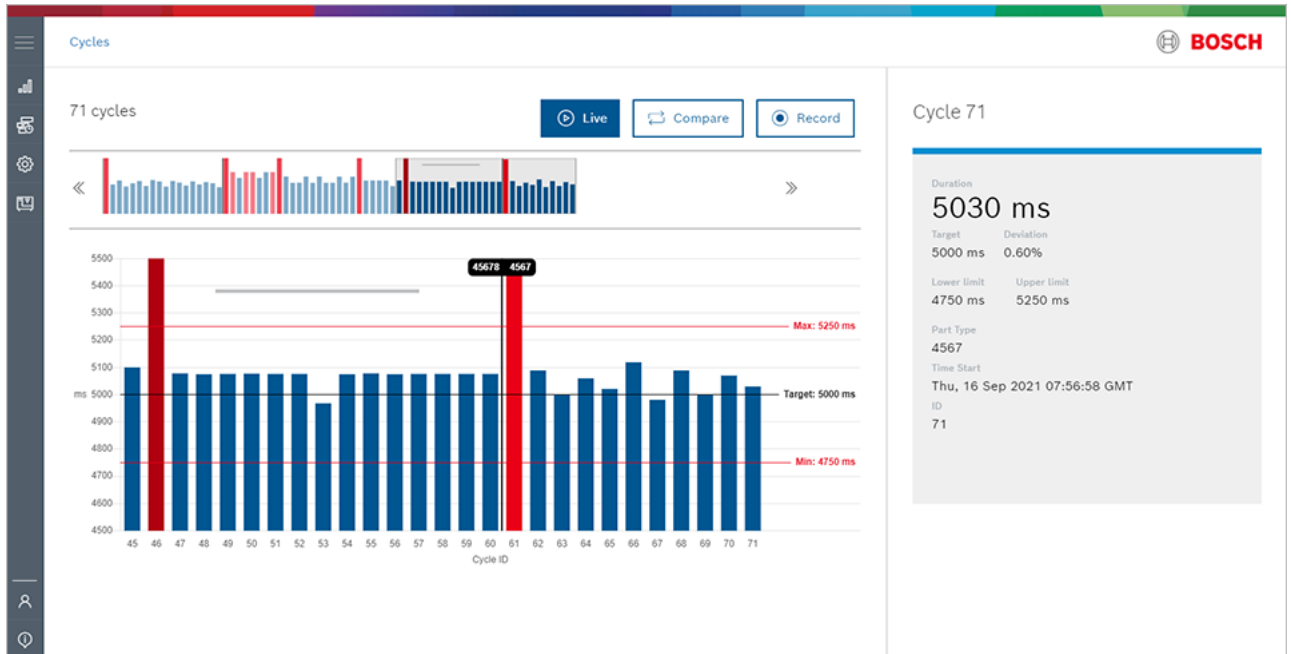 Cycles
BOSCH
71 cycles
Live
Compare
Record
45678 4567
5500
5400
5300
5200
5100
ms 5000
4900
4800
4700
4600
4500
Max: 5250 ms
Target: 5000 ms
Min: 4750 ms
45 46 47 48 49 50 51 52 53 54 55 56 57 58 59 60 61 62 63 64 65 66 67 68 69 70 71
Cycle ID
Cycle 71
Duration
5030 ms
Target Deviation
5000 ms 0.60%
Lower limit Upper limit
4750 ms 5250 ms
Part Type
4567
Time Start
Thu, 16 Sep 2021 07:56:58 GMT
ID
71